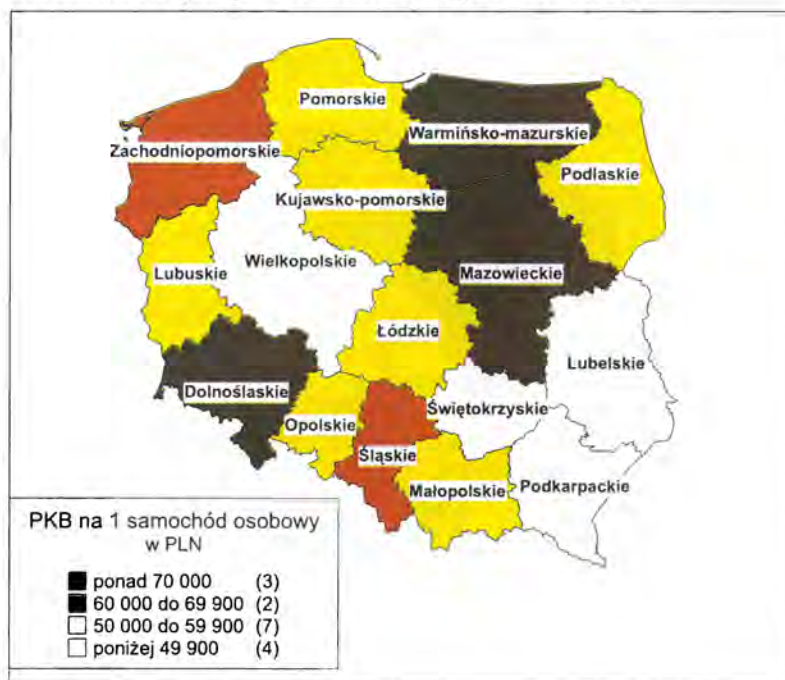 Pomorskie
Warmińsko-mazurskie
Zachodniopomorskie
Podlaskie
Kujawsko-pomorskie
Wielkopolskie
Lubuskie
Mazowieckie
Łódzkie
Lubelskie
Dolnoślaskie
Świętokrzyskie
Opolskie
Śląskie
Małopolskie
Podkarpackie
PKB na 1 samochód osobowy
w PLN
ponad 70 000 (3)
60 000 do 69 900 (2)
50 000 do 59 900 (7)
poniżej 49 900 (4)